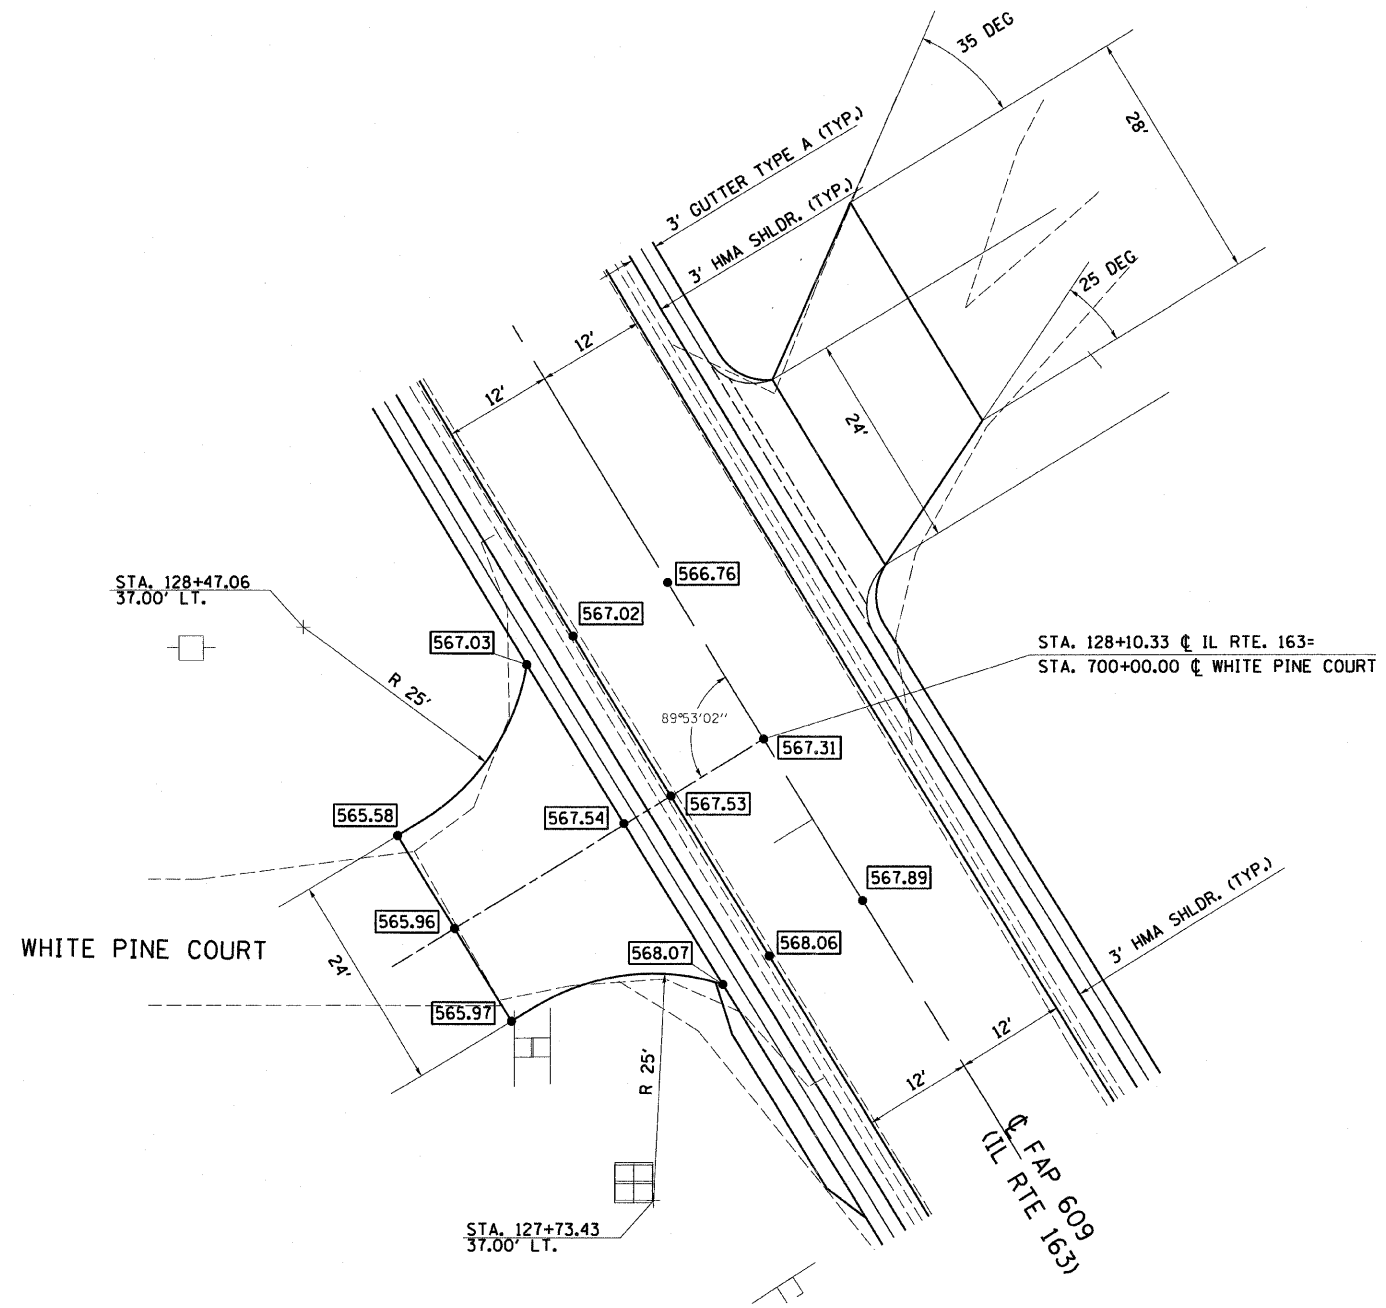 35 DEG
28'
3' GUTTER TYPE A (TYP.)
3' HMA SHLDR. (TYP.)
25 DEG
12'
12'
24'
STA. 128+47.06
37.00' LT.
566.76
567.02
567.03
R 25'
STA. 128+10.33 ℄ IL RTE. 163=
STA. 700+00.00 ℄ WHITE PINE COURT
89°53'02"
567.31
567.53
565.58
567.54
567.89
565.96
WHITE PINE COURT
24'
568.06
568.07
3' HMA SHLDR. (TYP.)
565.97
12'
12'
R 25'
℄ FAP 609
(IL RTE 163)
STA. 127+73.43
37.00' LT.